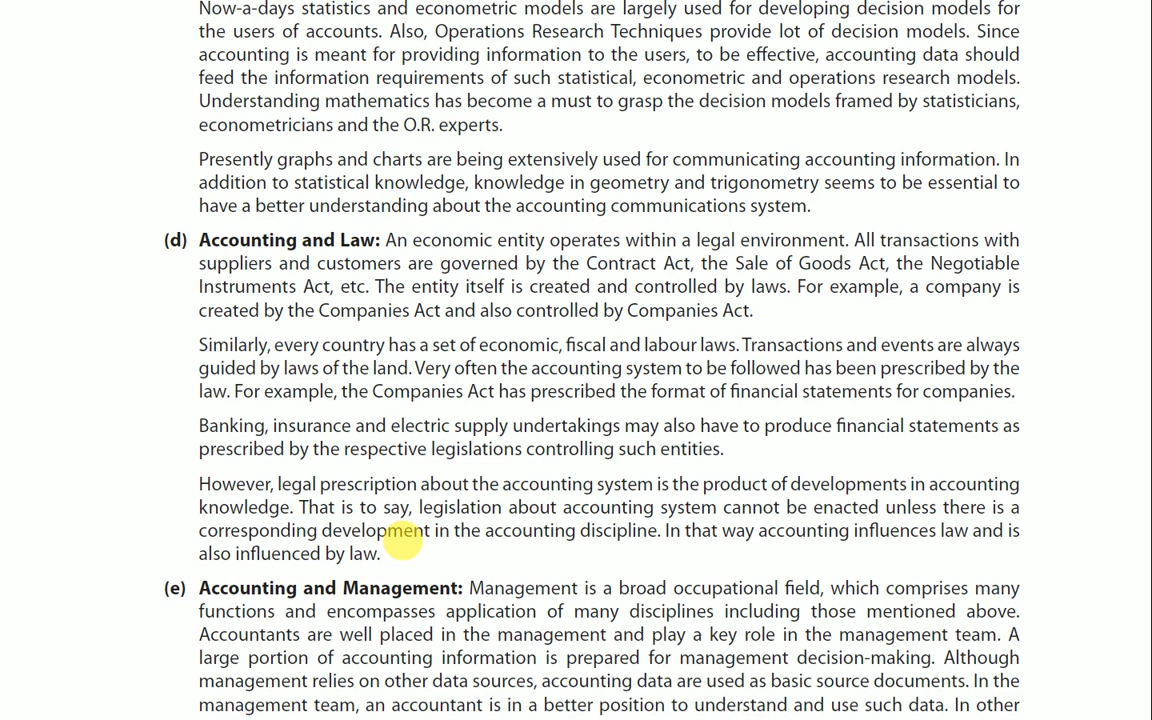 Now-a-days statistics and econometric models are largely used for developing decision models for
the users of accounts. Also, Operations Research Techniques provide lot of decision models. Since
accounting is meant for providing information to the users, to be effective, accounting data should
feed the information requirements of such statistical, econometric and operations research models.
Understanding mathematics has become a must to grasp the decision models framed by statisticians,
econometricians and the O.R. experts.
Presently graphs and charts are being extensively used for communicating accounting information. In
addition to statistical knowledge, knowledge in geometry and trigonometry seems to be essential to
have a better understanding about the accounting communications system.
(d) Accounting and Law: An economic entity operates within a legal environment. All transactions with
suppliers and customers are governed by the Contract Act, the Sale of Goods Act, the Negotiable
Instruments Act, etc. The entity itself is created and controlled by laws. For example, a company is
created by the Companies Act and also controlled by Companies Act.
Similarly, every country has a set of economic, fiscal and labour laws. Transactions and events are always
guided by laws of the land. Very often the accounting system to be followed has been prescribed by the
law. For example, the Companies Act has prescribed the format of financial statements for companies.
Banking, insurance and electric supply undertakings may also have to produce financial statements as
prescribed by the respective legislations controlling such entities.
However, legal prescription about the accounting system is the product of developments in accounting
knowledge. That is to say, legislation about accounting system cannot be enacted unless there is a
corresponding development in the accounting discipline. In that way accounting influences law and is
also influenced by law.
(e) Accounting and Management: Management is a broad occupational field, which comprises many
functions and encompasses application of many disciplines including those mentioned above.
Accountants are well placed in the management and play a key role in the management team. A
large portion of accounting information is prepared for management decision-making. Although
management relies on other data sources, accounting data are used as basic source documents. In the
management team, an accountant is in a better position to understand and use such data. In other